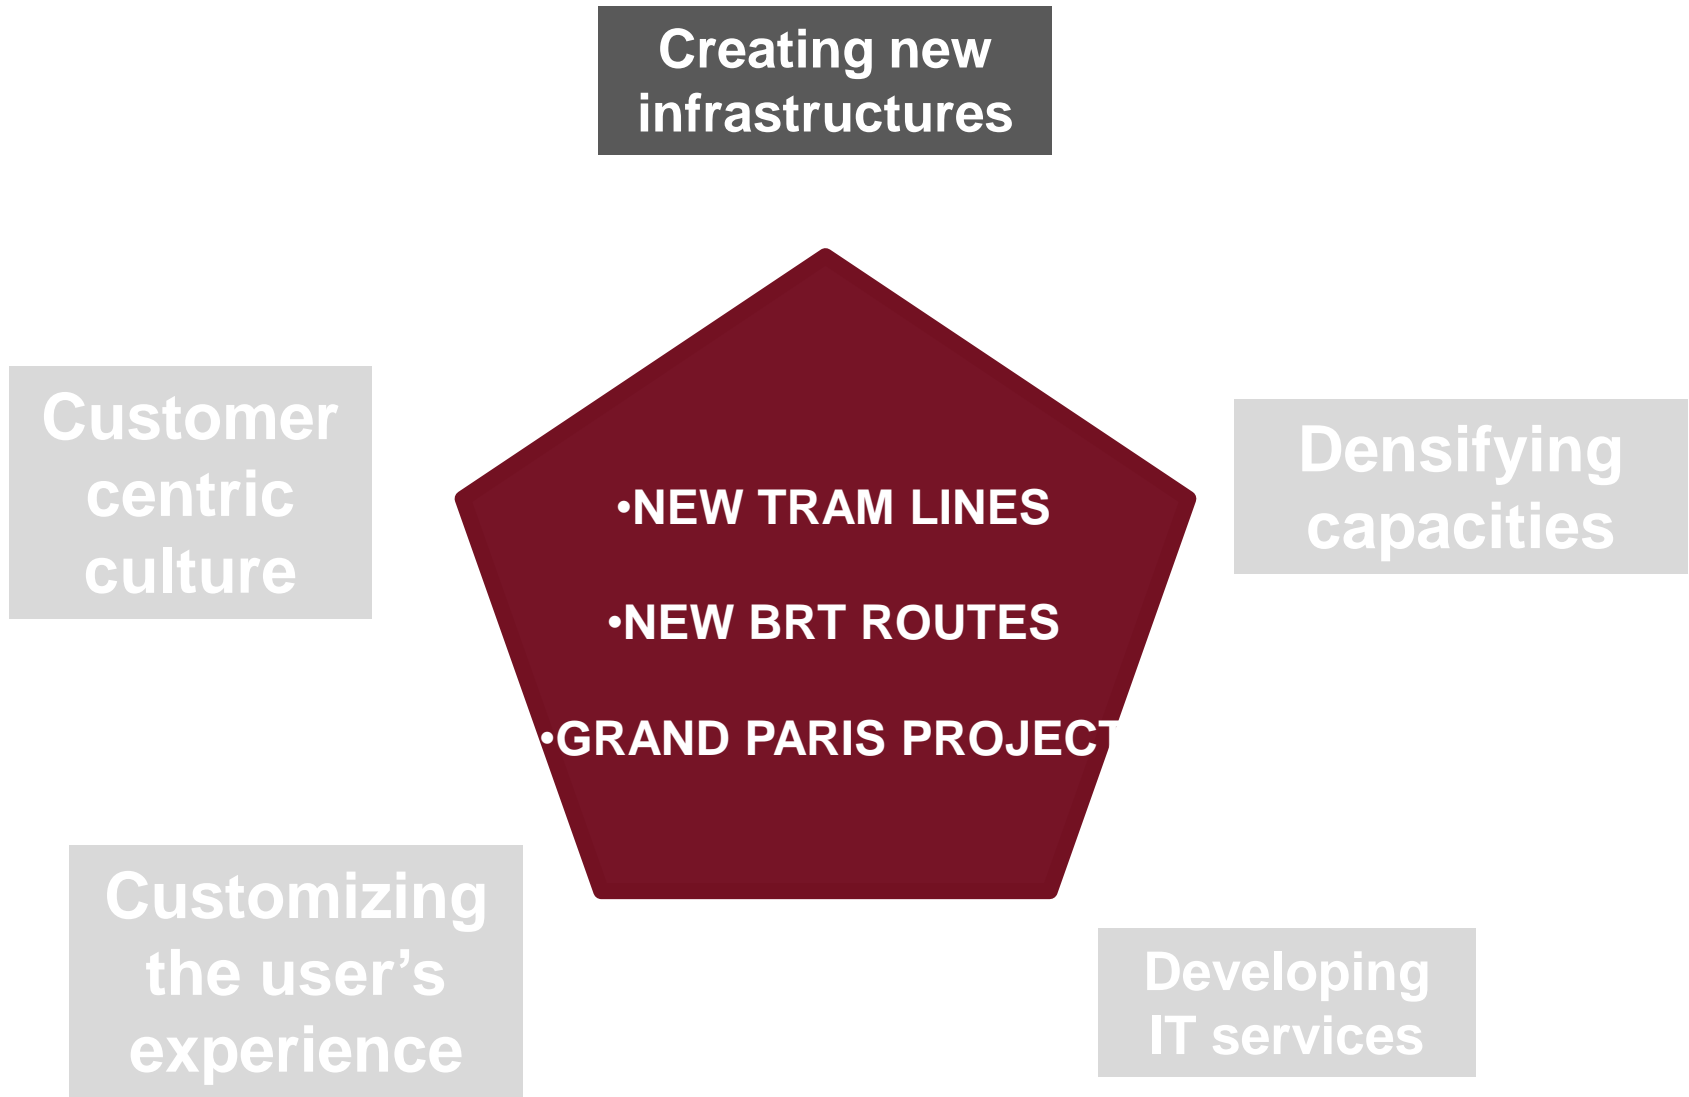 Creating new
infrastructures
Customer
centric
culture
Densifying
capacities
•NEW TRAM LINES
•NEW BRT ROUTES
•GRAND PARIS PROJECT
Customizing
the user’s
experience
Developing
IT services